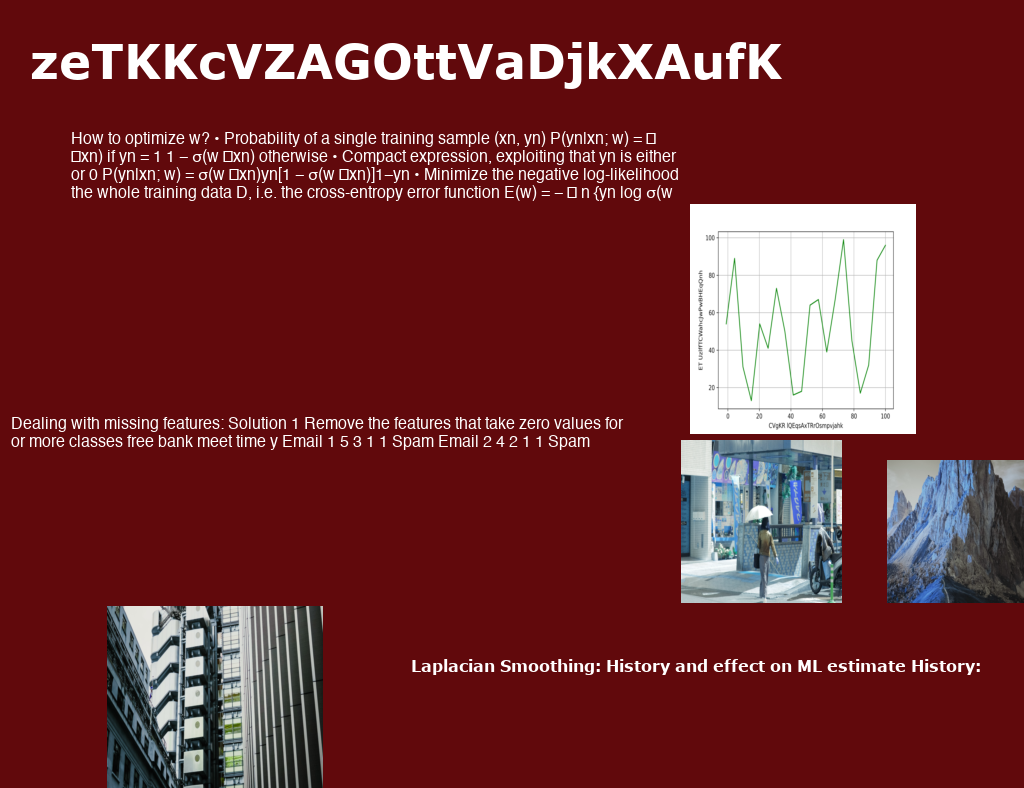 zeTKKcVZAGOttVaDjkXAufK
How to optimize w? • Probability of a single training sample (xn, yn) P(yn|xn; w) = □
□xn) if yn = 1 1 − σ(w □xn) otherwise • Compact expression, exploiting that yn is either
or 0 P(yn|xn; w) = σ(w □xn)yn[1 − σ(w □xn)]1−yn • Minimize the negative log-likelihood
the whole training data D, i.e. the cross-entropy error function E(w) = − □ n {yn log σ(w
100
80
60
40
20
0 20 40 60 80 100
Dealing with missing features: Solution 1 Remove the features that take zero values for
or more classes free bank meet time y Email 1 5 3 1 1 Spam Email 2 4 2 1 1 Spam
Laplacian Smoothing: History and effect on ML estimate History: